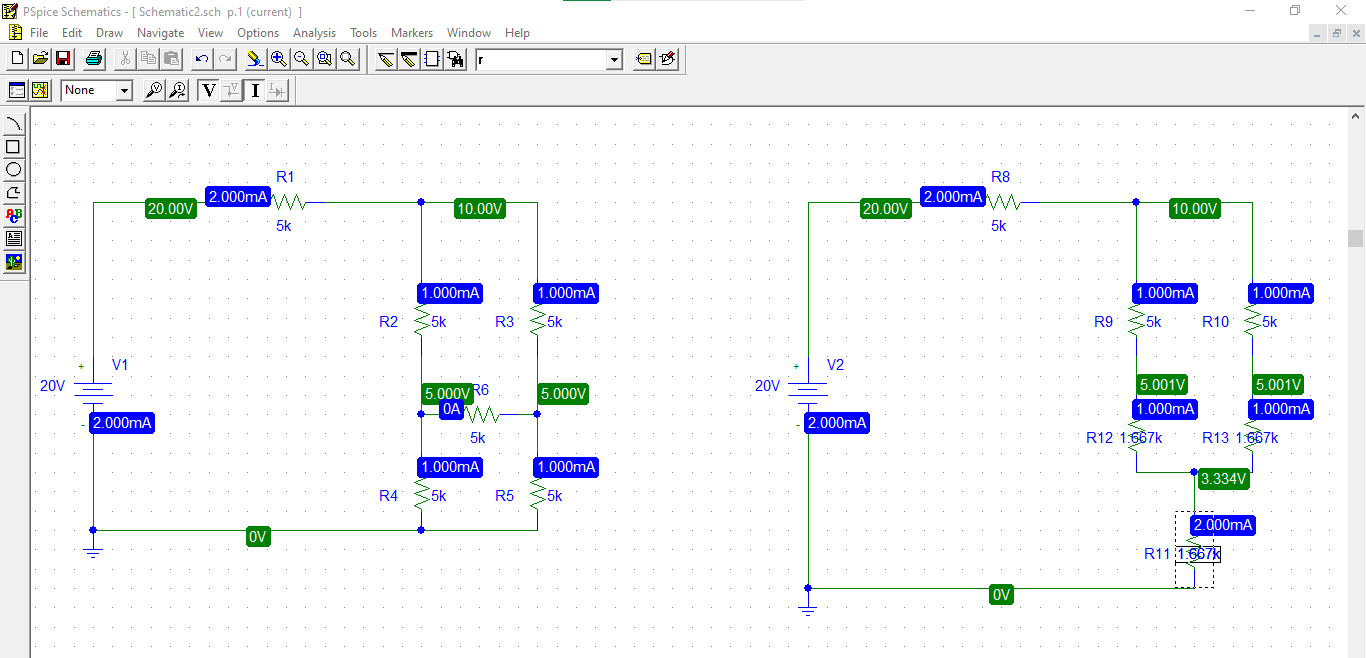 PSpice Schematics - [ Schematic2.sch p.1 (current) ]
File Edit Draw Navigate View Options Analysis Tools Markers Window Help
r
None V I
ABC
R1 R8
2.000mA 2.000mA
20.00V 10.00V 20.00V 10.00V
5k 5k
1.000mA 1.000mA 1.000mA 1.000mA
R2 5k R3 5k R9 5k R10 5k
+ V1 + V2
20V 5.000V R6 5.000V 20V 5.001V 5.001V
0A 1.000mA 1.000mA
- 2.000mA - 2.000mA
5k R12 1.667k R13 1.667k
1.000mA 1.000mA
3.334V
R4 5k R5 5k
2.000mA
0V
R11 1.667k
0V